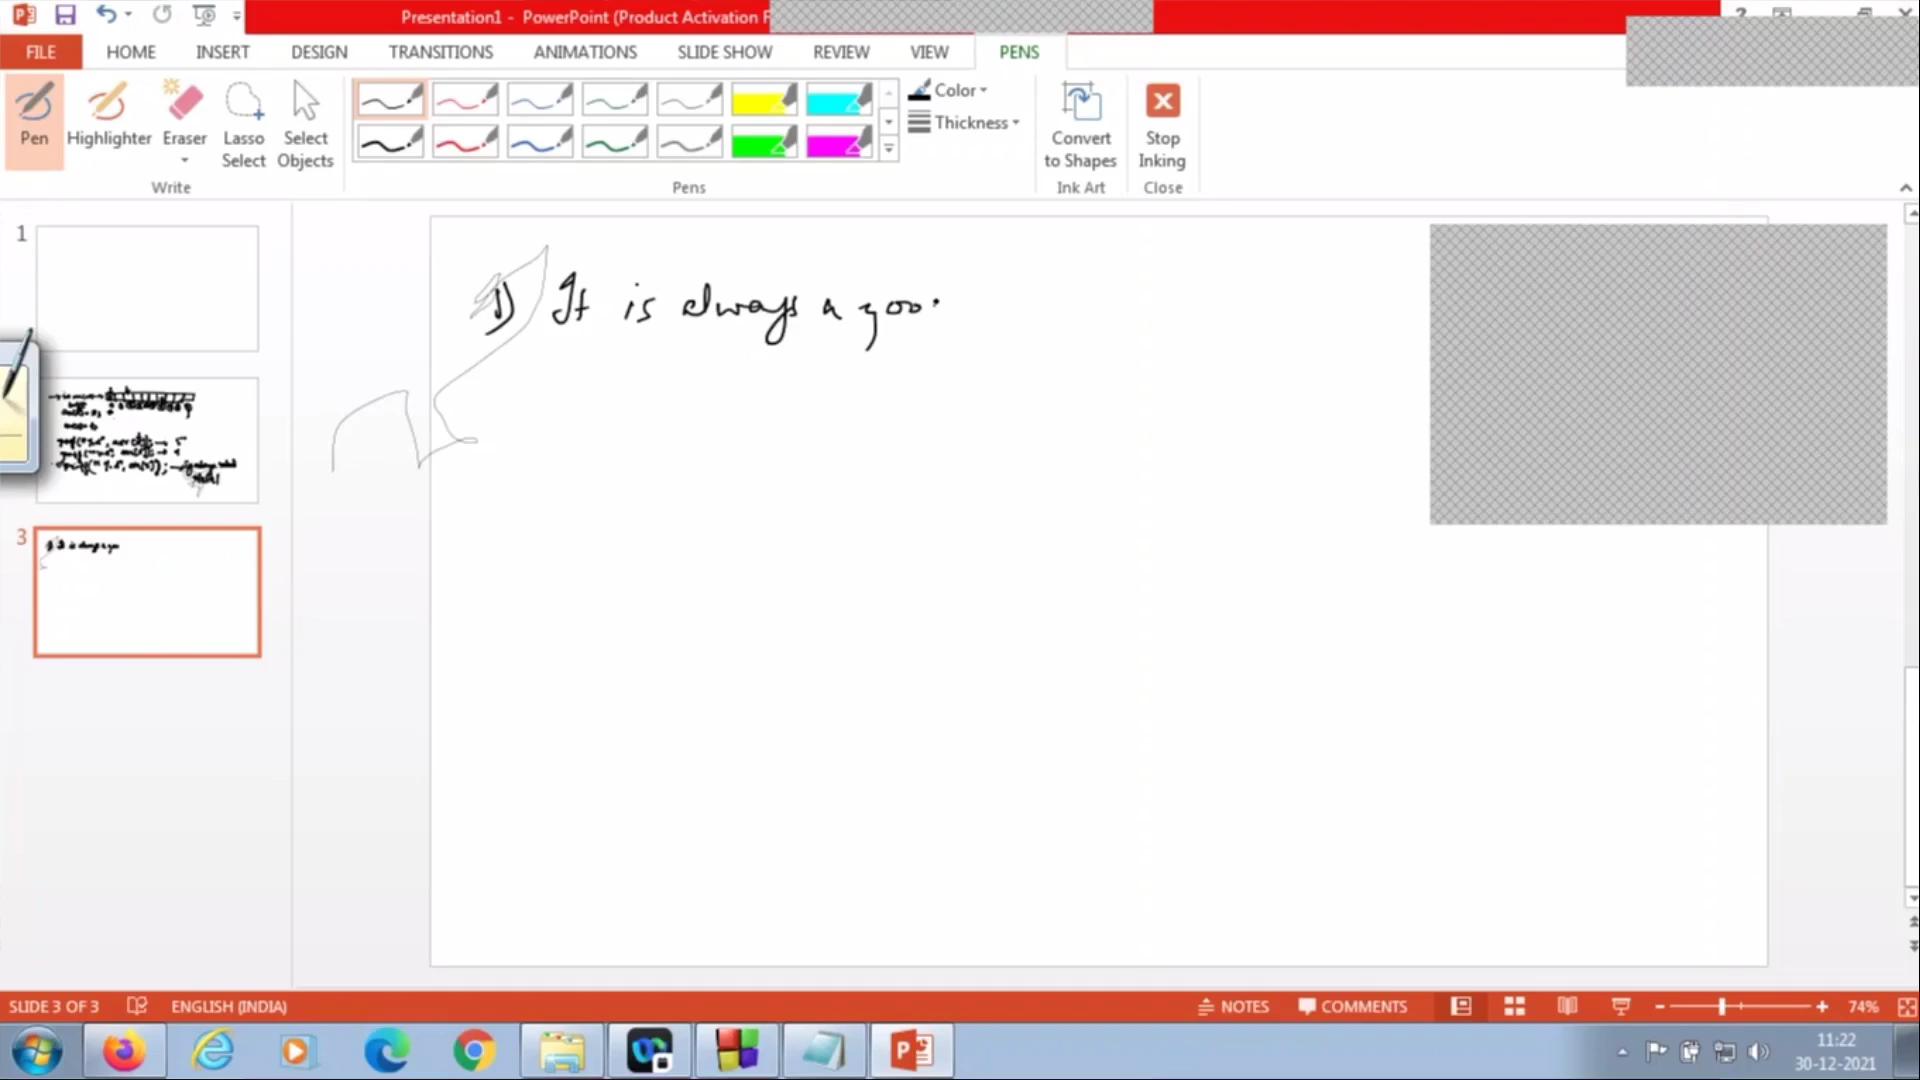 Presentation1 - PowerPoint (Product Activation F
?
FILE HOME INSERT DESIGN TRANSITIONS ANIMATIONS SLIDE SHOW REVIEW VIEW PENS
Pen Highlighter Eraser Lasso Select Select Objects
Color
Thickness
Convert to Shapes
Stop Inking
Write Pens Ink Art Close
1
3
1) It is always a goo
SLIDE 3 OF 3 ENGLISH (INDIA) NOTES COMMENTS 74%
11:22
30-12-2021